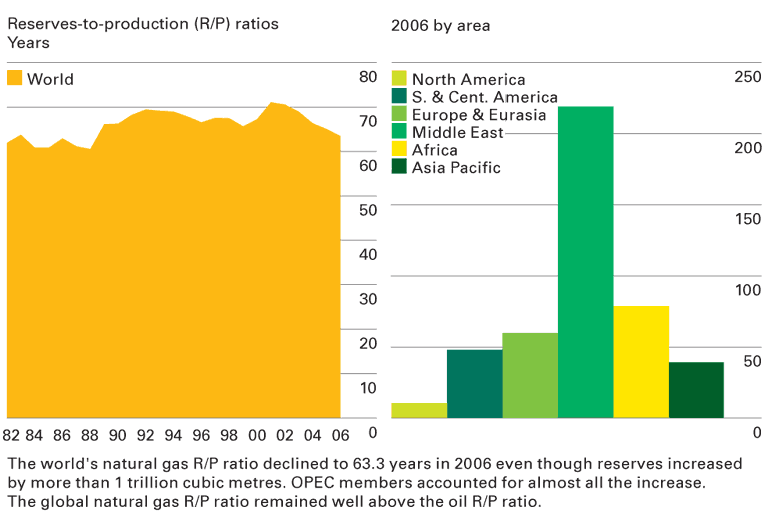 Reserves-to-production (R/P) ratios
Years
World
80
70
60
50
40
30
20
10
0
82 84 86 88 90 92 94 96 98 00 02 04 06
2006 by area
North America
S. & Cent. America
Europe & Eurasia
Middle East
Africa
Asia Pacific
250
200
150
100
50
0
The world's natural gas R/P ratio declined to 63.3 years in 2006 even though reserves increased
by more than 1 trillion cubic metres. OPEC members accounted for almost all the increase.
The global natural gas R/P ratio remained well above the oil R/P ratio.